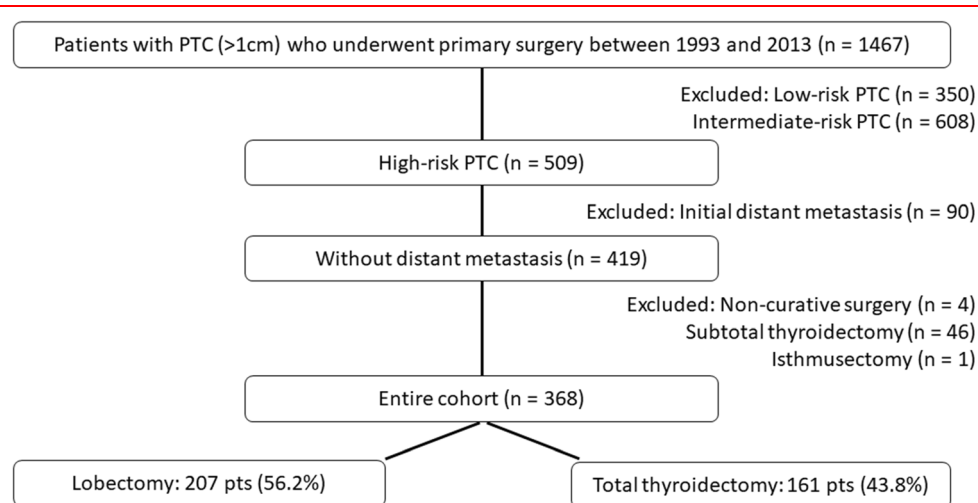 Patients with PTC (>1cm) who underwent primary surgery between 1993 and 2013 (n = 1467)
Excluded: Low-risk PTC (n = 350)
Intermediate-risk PTC (n = 608)
High-risk PTC (n = 509)
Excluded: Initial distant metastasis (n = 90)
Without distant metastasis (n = 419)
Excluded: Non-curative surgery (n = 4)
Subtotal thyroidectomy (n = 46)
Isthmusectomy (n = 1)
Entire cohort (n = 368)
Lobectomy: 207 pts (56.2%)
Total thyroidectomy: 161 pts (43.8%)